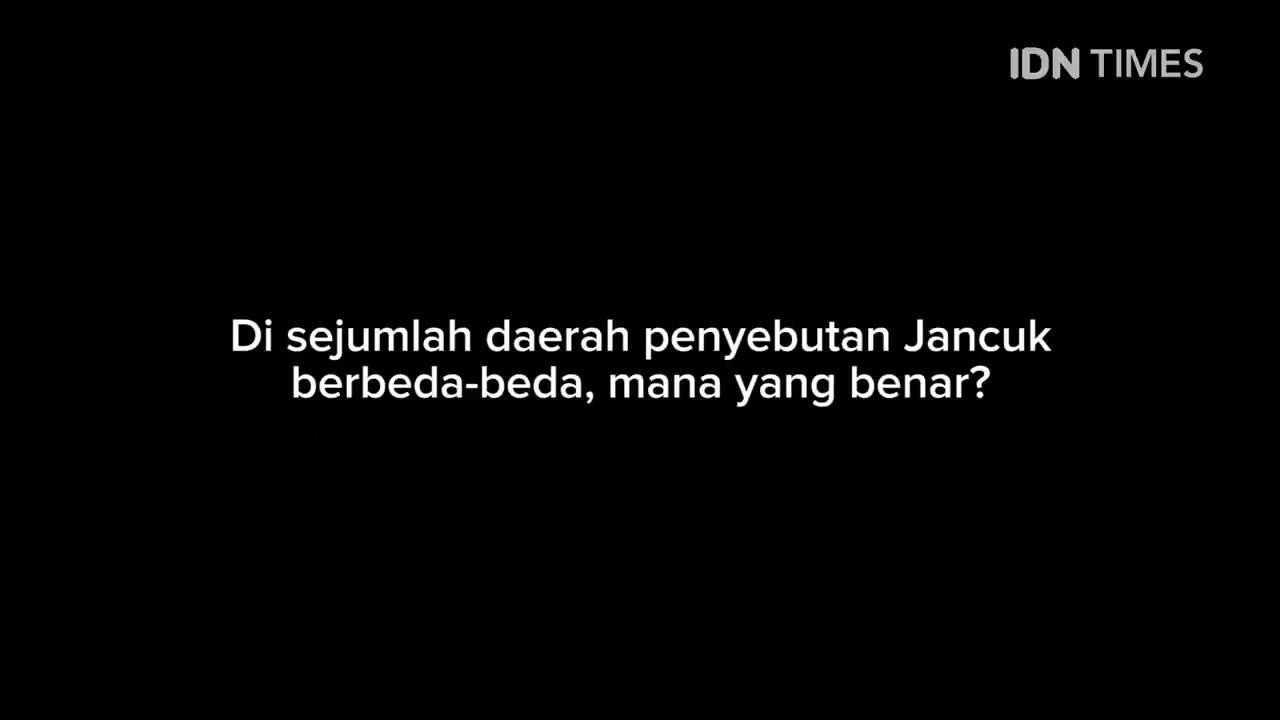 IDN TIMES
Di sejumlah daerah penyebutan Jancuk
berbeda-beda, mana yang benar?